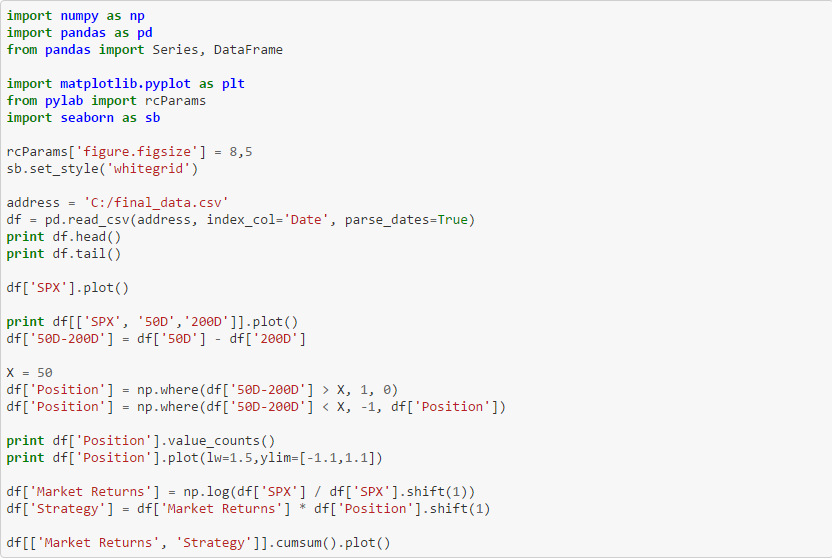 import numpy as np
import pandas as pd
from pandas import Series, DataFrame
import matplotlib.pyplot as plt
from pylab import rcParams
import seaborn as sb
rcParams['figure.figsize'] = 8,5
sb.set_style('whitegrid')
address = 'C:/final_data.csv'
df = pd.read_csv(address, index_col='Date', parse_dates=True)
print df.head()
print df.tail()
df['SPX'].plot()
print df[['SPX', '50D','200D']].plot()
df['50D-200D'] = df['50D'] - df['200D']
X = 50
df['Position'] = np.where(df['50D-200D'] > X, 1, 0)
df['Position'] = np.where(df['50D-200D'] < X, -1, df['Position'])
print df['Position'].value_counts()
print df['Position'].plot(lw=1.5,ylim=[-1.1,1.1])
df['Market Returns'] = np.log(df['SPX'] / df['SPX'].shift(1))
df['Strategy'] = df['Market Returns'] * df['Position'].shift(1)
df[['Market Returns', 'Strategy']].cumsum().plot()